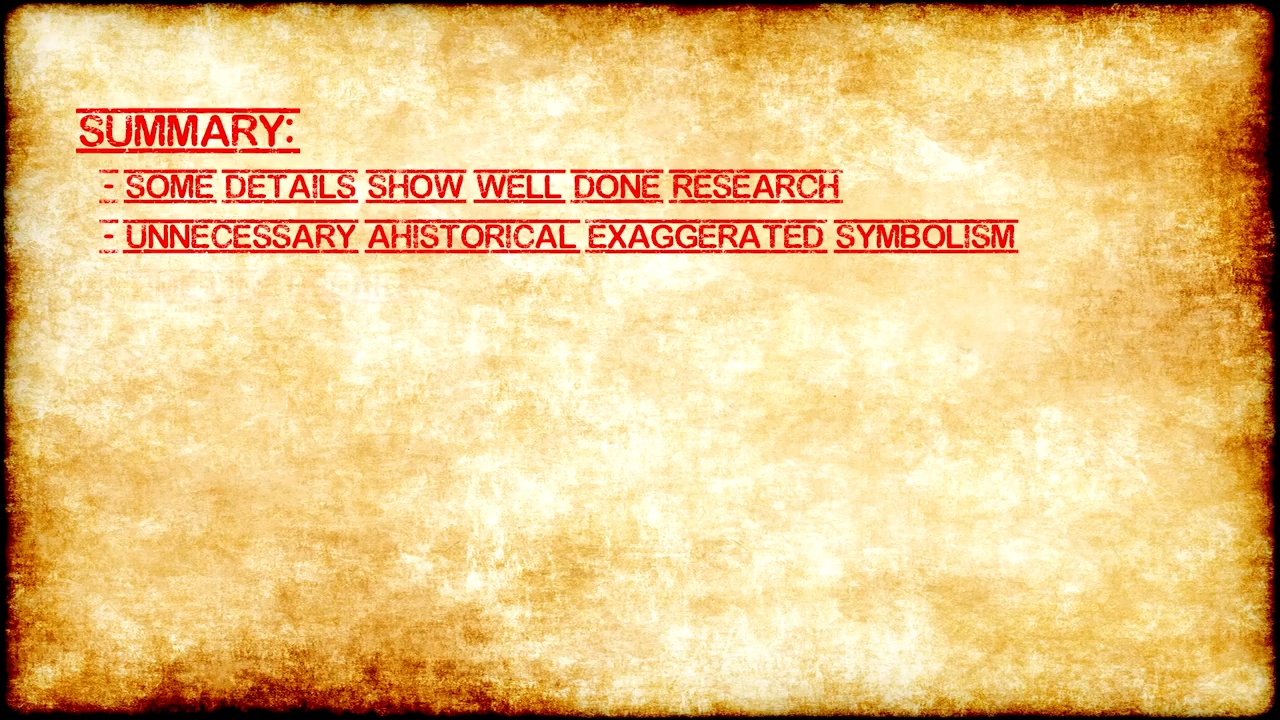 SUMMARY:
- SOME DETAILS SHOW WELL DONE RESEARCH
- UNNECESSARY AHISTORICAL EXAGGERATED SYMBOLISM